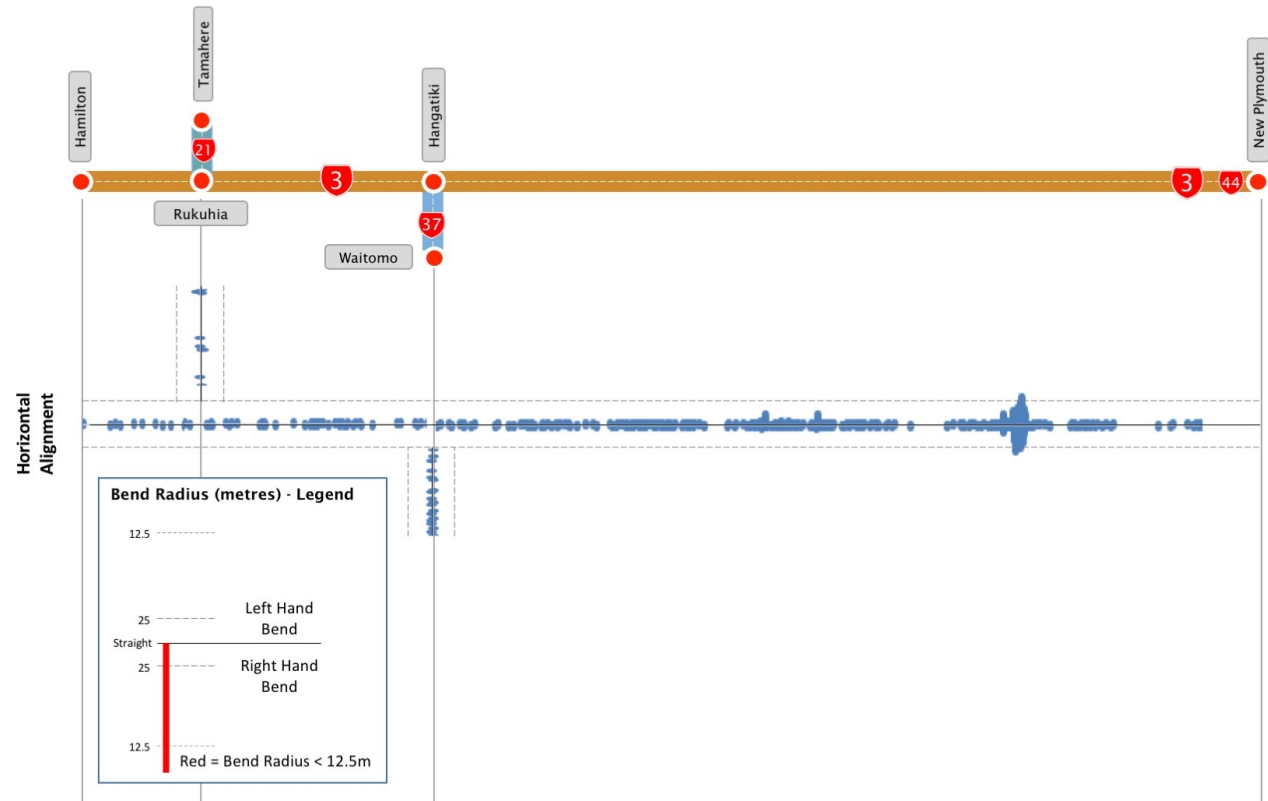 Tamahere
Hamilton
Hangatiki
New Plymouth
21
3
3
44
Rukuhia
37
Waitomo
Horizontal
Alignment
Bend Radius (metres) - Legend
12.5
25
Left Hand
Bend
Straight
25
Right Hand
Bend
12.5
Red = Bend Radius < 12.5m